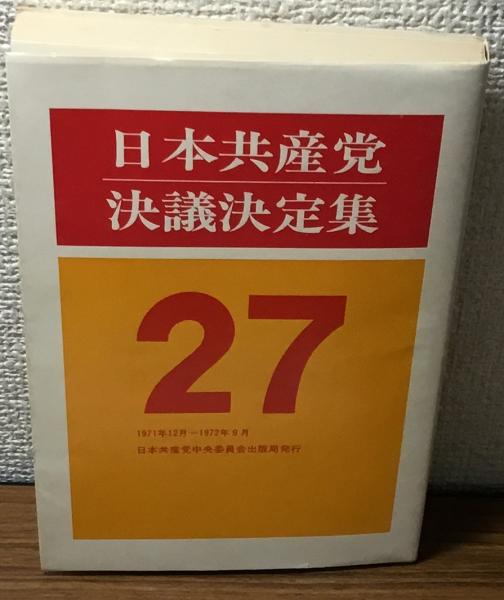 日本共産党
決議決定集
27
1971年12月―1972年9月
日本共産党中央委員会出版局発行